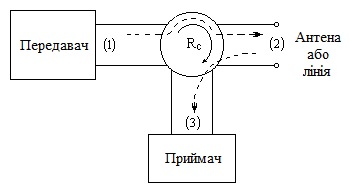 Передавач
(1)
Rc
(2)
Антена
або
лінія
(3)
Приймач